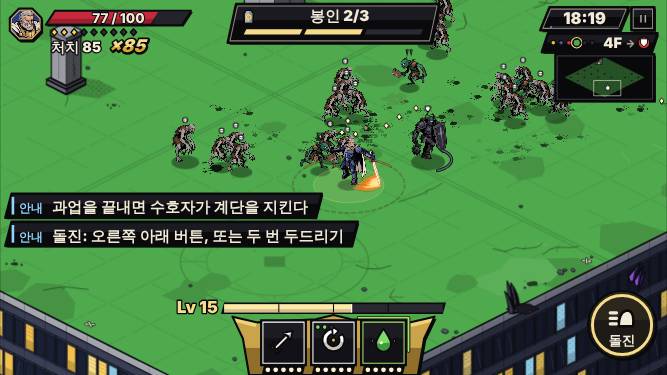 77 / 100
처치 85 ×85
봉인 2/3
18:19
4F
안내 과업을 끝내면 수호자가 계단을 지킨다
안내 돌진: 오른쪽 아래 버튼, 또는 두 번 두드리기
Lv 15
돌진